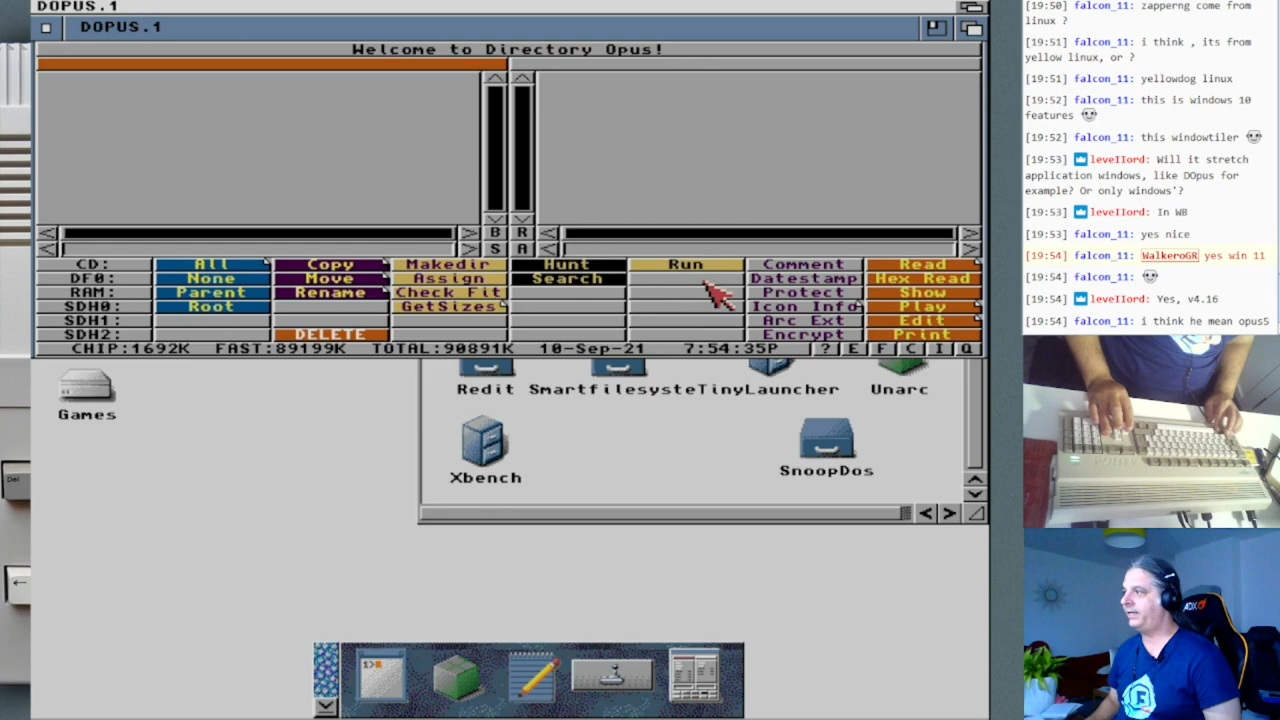 DOPUS.1
DOPUS.1
Welcome to Directory Opus!
B R
S A
CD: All Copy Makedir Hunt Run Comment Read
DF0: None Move Assign Search Datestamp Hex Read
RAM: Parent Rename Check Fit Protect Show
SDH0: Root GetSizes Icon Info Play
SDH1: Arc Ext Edit
SDH2: DELETE Encrypt Print
CHIP:1692K FAST:89199K TOTAL:90891K 10-Sep-21 7:54:35P ? E F C I Q
Redit SmartfilesysteTinyLauncher Unarc
Games
Xbench SnoopDos
Del
[19:50] falcon_11: zapperng come from
linux ?
[19:51] falcon_11: i think , its from
yellow linux, or ?
[19:51] falcon_11: yellowdog linux
[19:52] falcon_11: this is windows 10
features
[19:52] falcon_11: this windowtiler
[19:53] leveIIord: Will it stretch
application windows, like DOpus for
example? Or only windows'?
[19:53] leveIIord: In WB
[19:53] falcon_11: yes nice
[19:54] falcon_11: WalkeroGR yes win 11
[19:54] falcon_11:
[19:54] leveIIord: Yes, v4.16
[19:54] falcon_11: i think he mean opus5